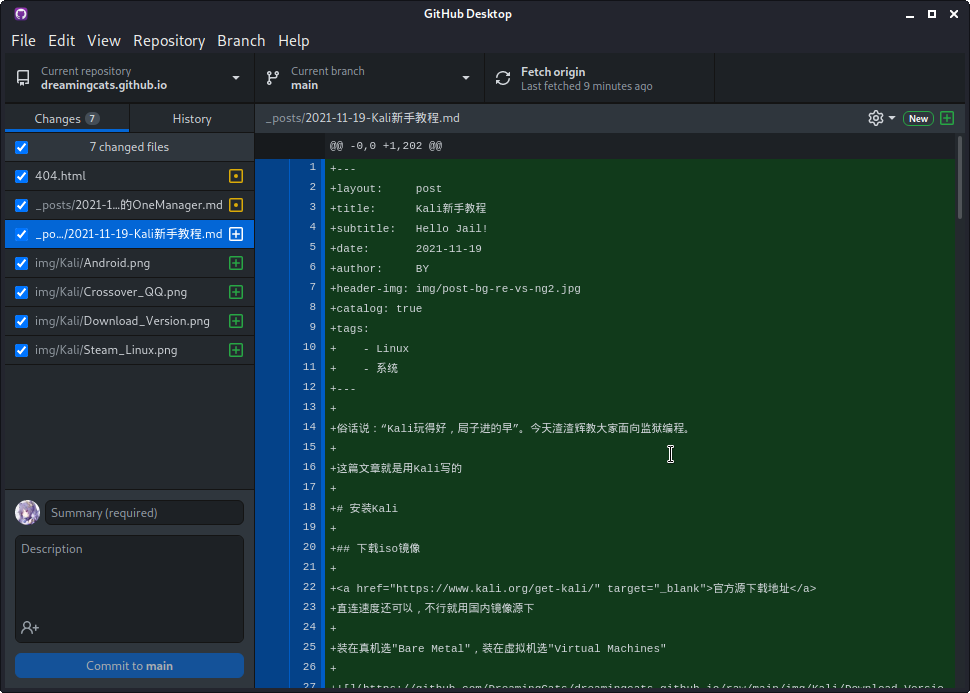 GitHub Desktop
File Edit View Repository Branch Help
Current repository
dreamingcats.github.io
Current branch
main
Fetch origin
Last fetched 9 minutes ago
Changes 7
History
_posts/2021-11-19-Kali新手教程.md
New
7 changed files
404.html
_posts/2021-1...的OneManager.md
_po.../2021-11-19-Kali新手教程.md
img/Kali/Android.png
img/Kali/Crossover_QQ.png
img/Kali/Download_Version.png
img/Kali/Steam_Linux.png
Summary (required)
Description
Commit to main
@@ -0,0 +1,202 @@
1 +---
2 +layout:     post
3 +title:      Kali新手教程
4 +subtitle:   Hello Jail!
5 +date:       2021-11-19
6 +author:     BY
7 +header-img: img/post-bg-re-vs-ng2.jpg
8 +catalog: true
9 +tags:
10 +    - Linux
11 +    - 系统
12 +---
13 +
14 +俗话说：“Kali玩得好，局子进的早”。今天渣渣辉教大家面向监狱编程。
15 +
16 +这篇文章就是用Kali写的
17 +
18 +# 安装Kali
19 +
20 +## 下载iso镜像
21 +
22 +<a href="https://www.kali.org/get-kali/" target="_blank">官方源下载地址</a>
23 +直连速度还可以，不行就用国内镜像源下
24 +
25 +装在真机选"Bare Metal"，装在虚拟机选"Virtual Machines"
26 +
27 +![](https://github.com/DreamingCats/dreamingcats.github.io/raw/main/img/Kali/Download_Versio